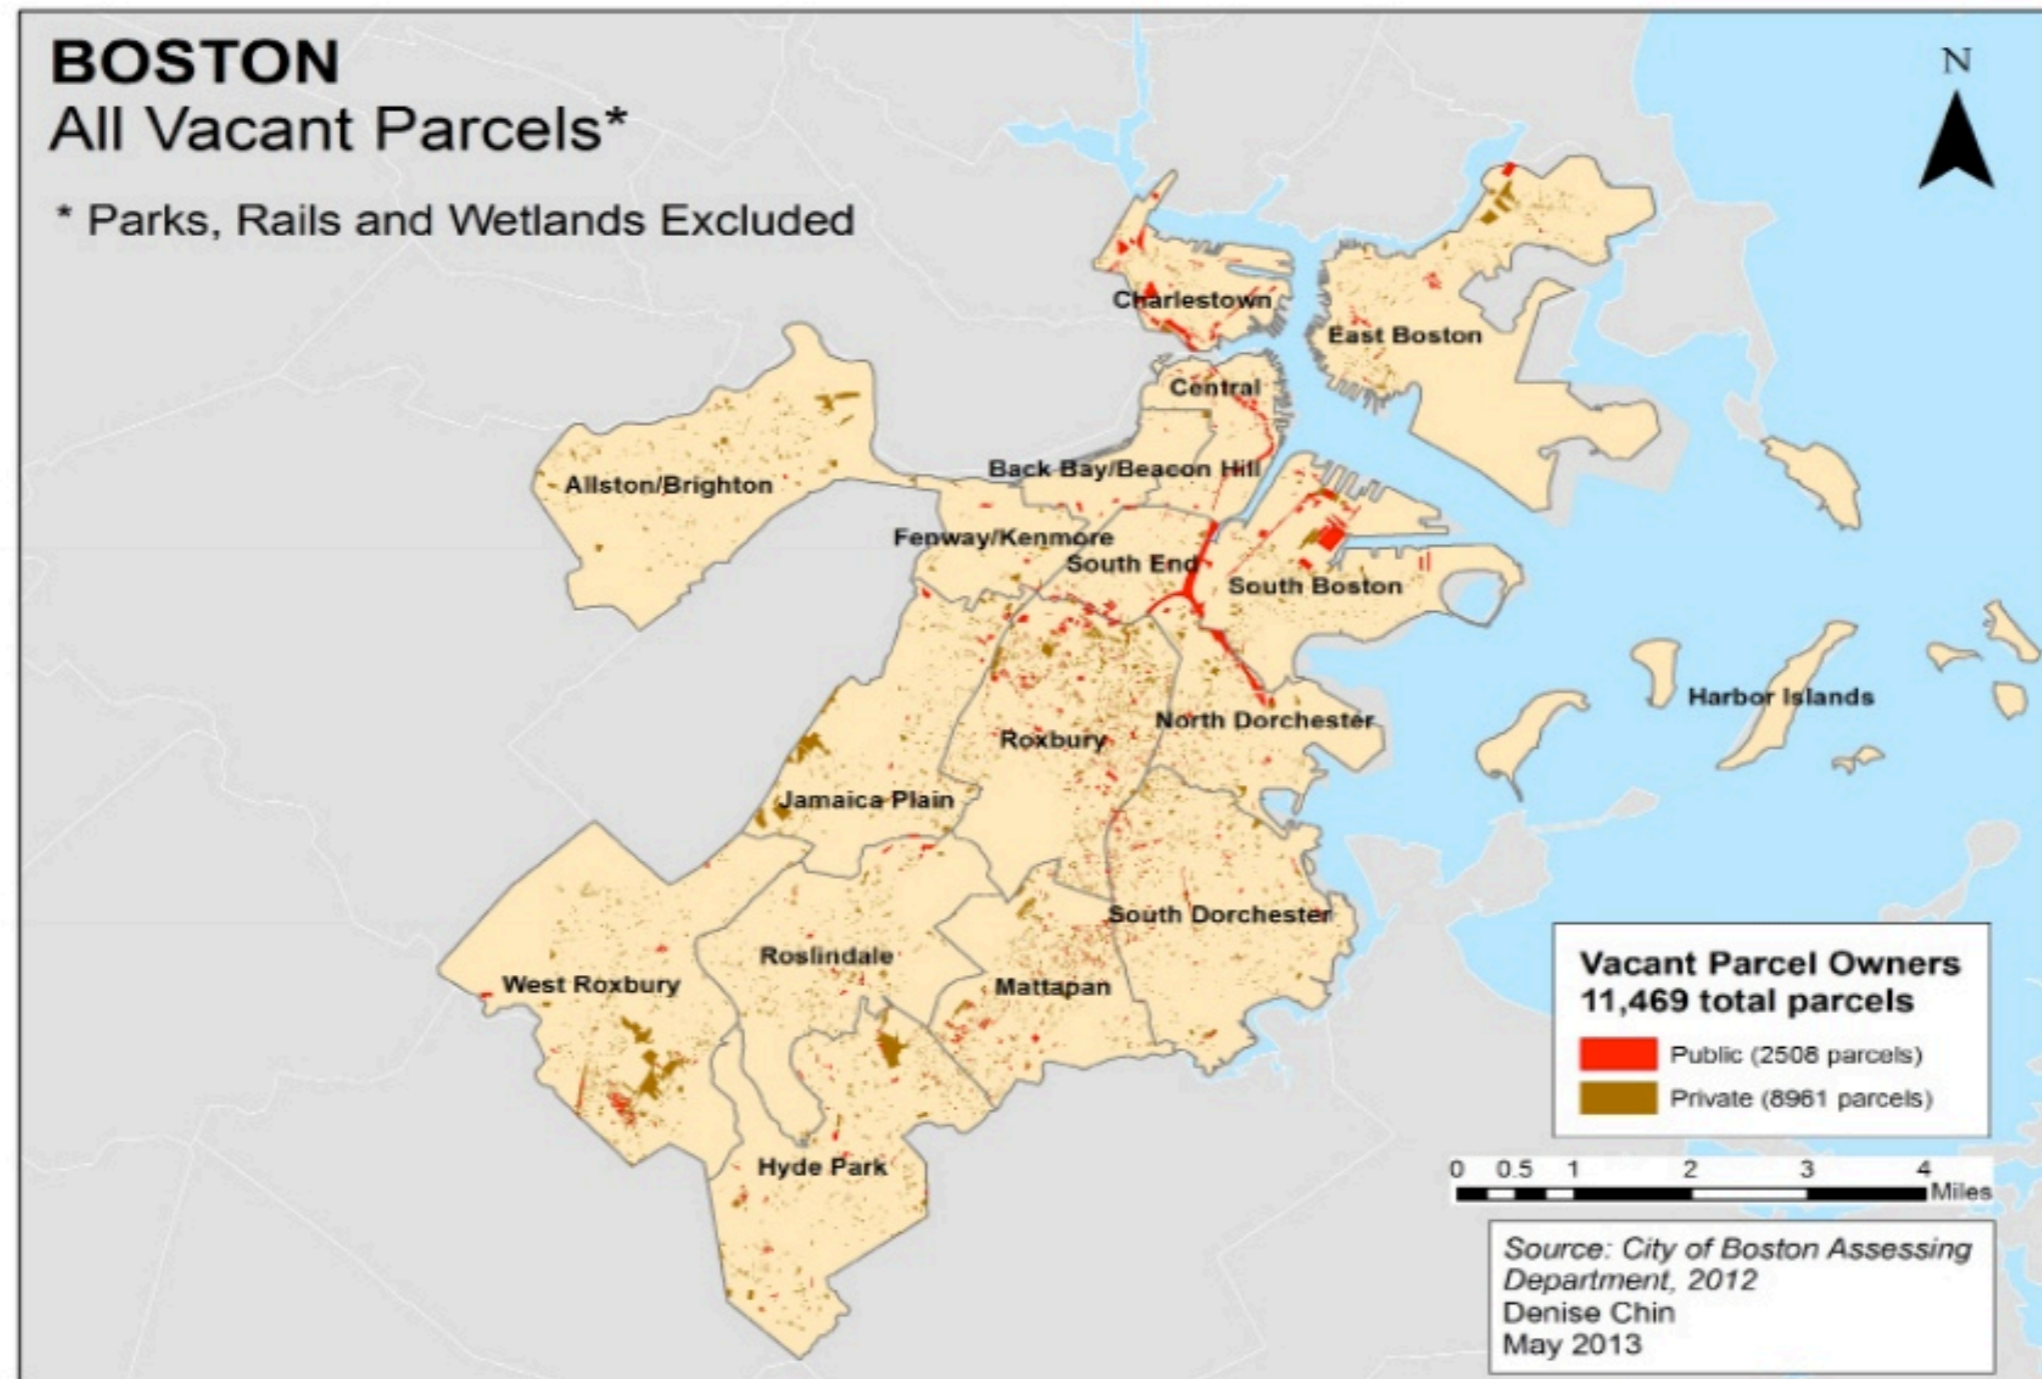 BOSTON
All Vacant Parcels*
* Parks, Rails and Wetlands Excluded
N
Charlestown
East Boston
Central
Back Bay/Beacon Hill
Allston/Brighton
Fenway/Kenmore
South End
South Boston
Harbor Islands
North Dorchester
Roxbury
Jamaica Plain
South Dorchester
Roslindale
West Roxbury
Mattapan
Hyde Park
Vacant Parcel Owners
11,469 total parcels
Public (2508 parcels)
Private (8961 parcels)
0 0.5 1 2 3 4
Miles
Source: City of Boston Assessing
Department, 2012
Denise Chin
May 2013